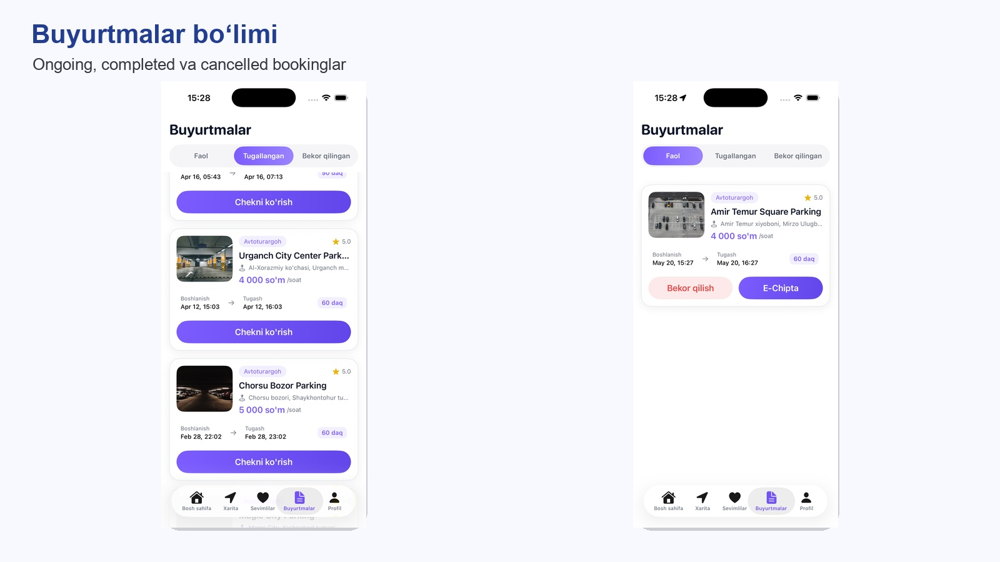 Buyurtmalar bo‘limi
Ongoing, completed va cancelled bookinglar
15:28
Buyurtmalar
Faol Tugallangan Bekor qilingan
Apr 16, 05:43 → Apr 16, 07:13 90 daq
Chekni ko'rish
Avtoturargoh 5.0
Urganch City Center Park...
Al-Xorazmiy ko'chasi, Urganch m...
4 000 so'm /soat
Boshlanish Tugash
Apr 12, 15:03 → Apr 12, 16:03 60 daq
Chekni ko'rish
Avtoturargoh 5.0
Chorsu Bozor Parking
Chorsu bozori, Shaykhontohur tu...
5 000 so'm /soat
Boshlanish Tugash
Feb 28, 22:02 → Feb 28, 23:02 60 daq
Chekni ko'rish
Bosh sahifa Xarita Sevimlilar Buyurtmalar Profil
Magic City Parking
Magic City, Yashnobod tumani
15:28
Buyurtmalar
Faol Tugallangan Bekor qilingan
Avtoturargoh 5.0
Amir Temur Square Parking
Amir Temur xiyoboni, Mirzo Ulugb...
4 000 so'm /soat
Boshlanish Tugash
May 20, 15:27 → May 20, 16:27 60 daq
Bekor qilish E-Chipta
Bosh sahifa Xarita Sevimlilar Buyurtmalar Profil